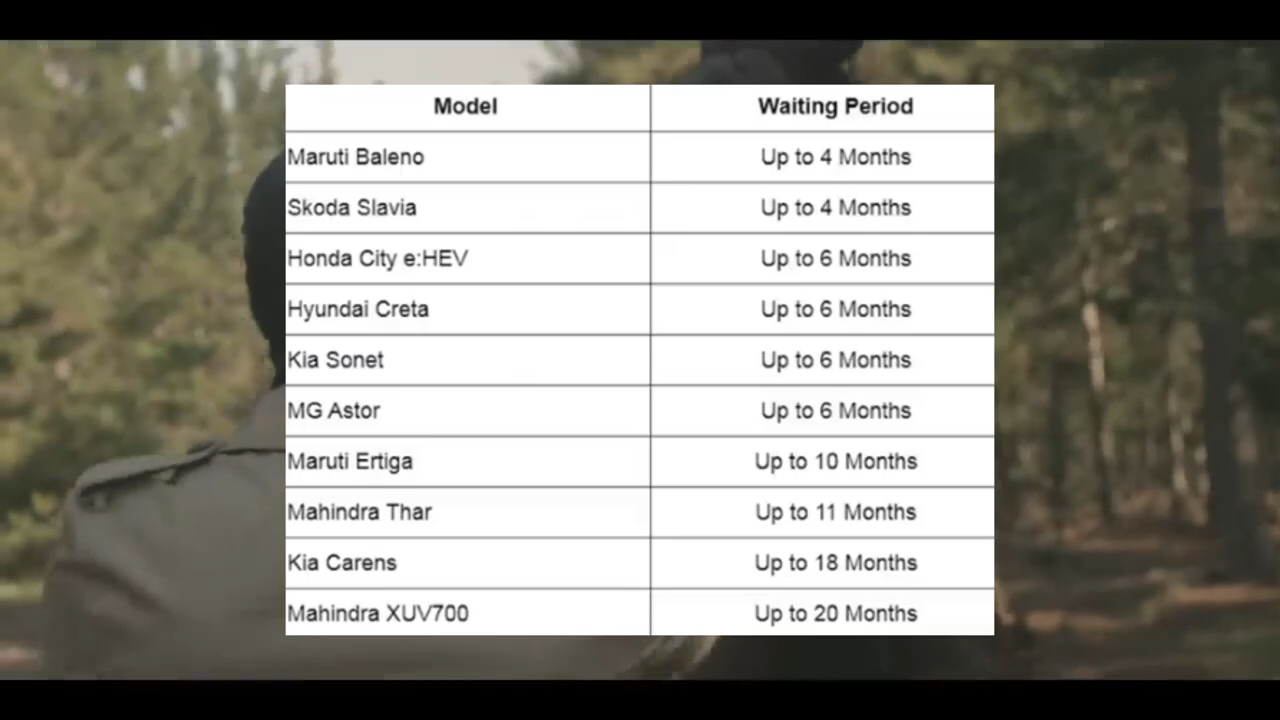 Model Waiting Period
Maruti Baleno Up to 4 Months
Skoda Slavia Up to 4 Months
Honda City e:HEV Up to 6 Months
Hyundai Creta Up to 6 Months
Kia Sonet Up to 6 Months
MG Astor Up to 6 Months
Maruti Ertiga Up to 10 Months
Mahindra Thar Up to 11 Months
Kia Carens Up to 18 Months
Mahindra XUV700 Up to 20 Months